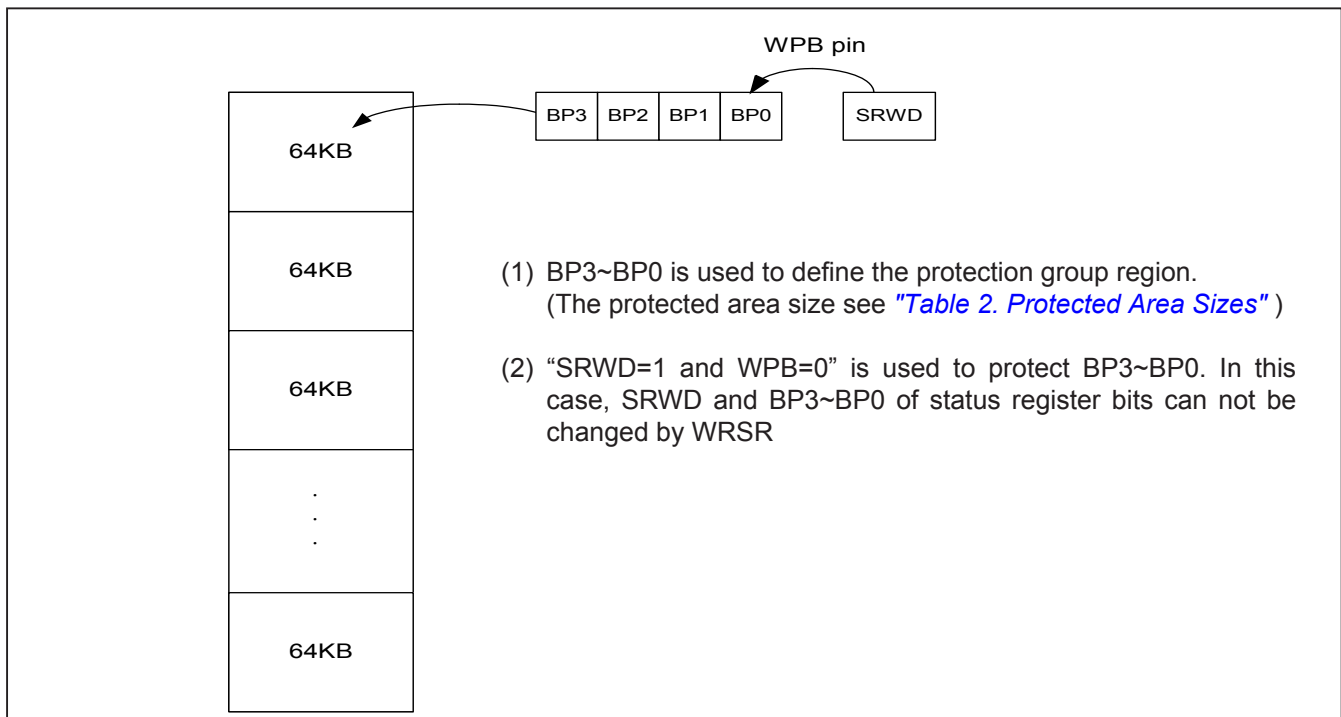 WPB pin
BP3 BP2 BP1 BP0 SRWD
64KB
64KB
(1) BP3~BP0 is used to define the protection group region.
(The protected area size see "Table 2. Protected Area Sizes" )
64KB
(2) “SRWD=1 and WPB=0” is used to protect BP3~BP0. In this
case, SRWD and BP3~BP0 of status register bits can not be
changed by WRSR
.
.
.
64KB